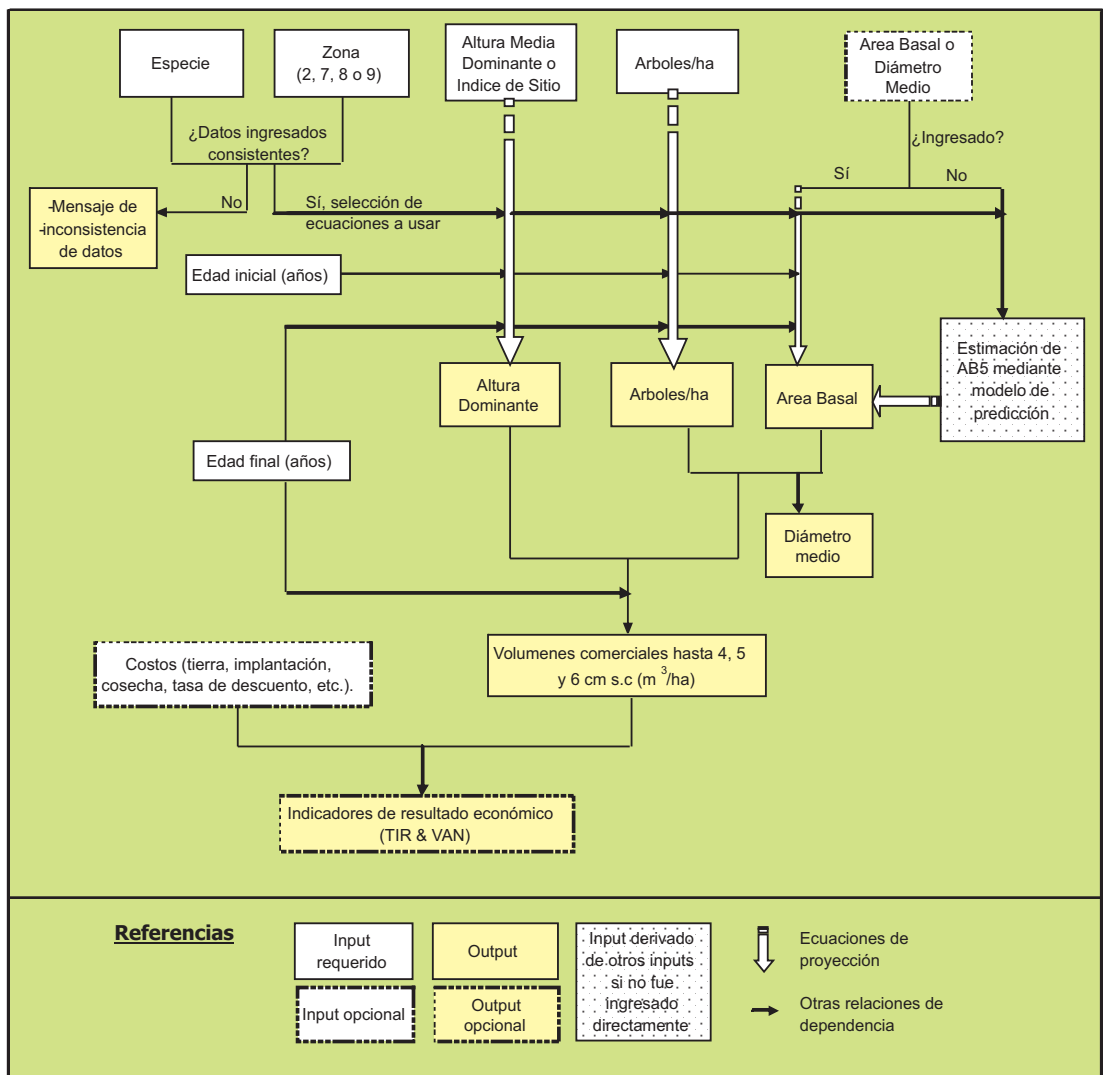 Especie
Zona
(2, 7, 8 o 9)
Altura Media
Dominante o
Indice de Sitio
Arboles/ha
Area Basal o
Diámetro
Medio
¿Datos ingresados
consistentes?
¿Ingresado?
Sí
No
No
Sí, selección de
ecuaciones a usar
-Mensaje de
-inconsistencia
de datos
Edad inicial (años)
Estimación de
AB5 mediante
modelo de
predicción
Altura
Dominante
Arboles/ha
Area Basal
Edad final (años)
Diámetro
medio
Volumenes comerciales hasta 4, 5
y 6 cm s.c (m³/ha)
Costos (tierra, implantación,
cosecha, tasa de descuento, etc.).
Indicadores de resultado económico
(TIR & VAN)
Referencias
Input
requerido
Output
Input derivado
de otros inputs
si no fue
ingresado
directamente
Ecuaciones de
proyección
Input opcional
Output
opcional
Otras relaciones de
dependencia